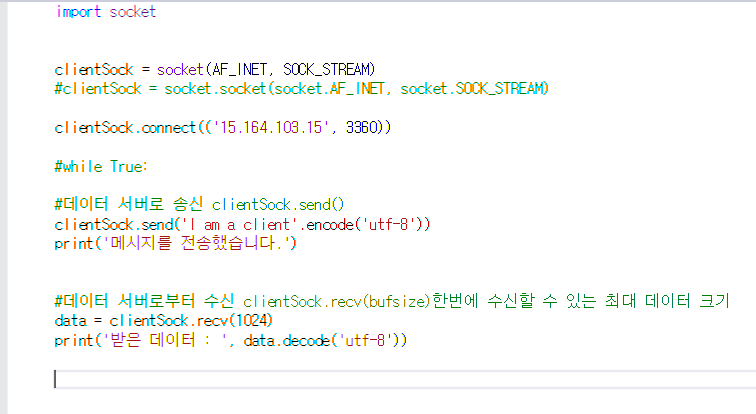 import socket
clientSock = socket(AF_INET, SOCK_STREAM)
#clientSock = socket.socket(socket.AF_INET, socket.SOCK_STREAM)
clientSock.connect(('15.164.103.15', 3360))
#while True:
#데이터 서버로 송신 clientSock.send()
clientSock.send('I am a client'.encode('utf-8'))
print('메시지를 전송했습니다.')
#데이터 서버로부터 수신 clientSock.recv(bufsize)한번에 수신할 수 있는 최대 데이터 크기
data = clientSock.recv(1024)
print('받은 데이터 : ', data.decode('utf-8'))